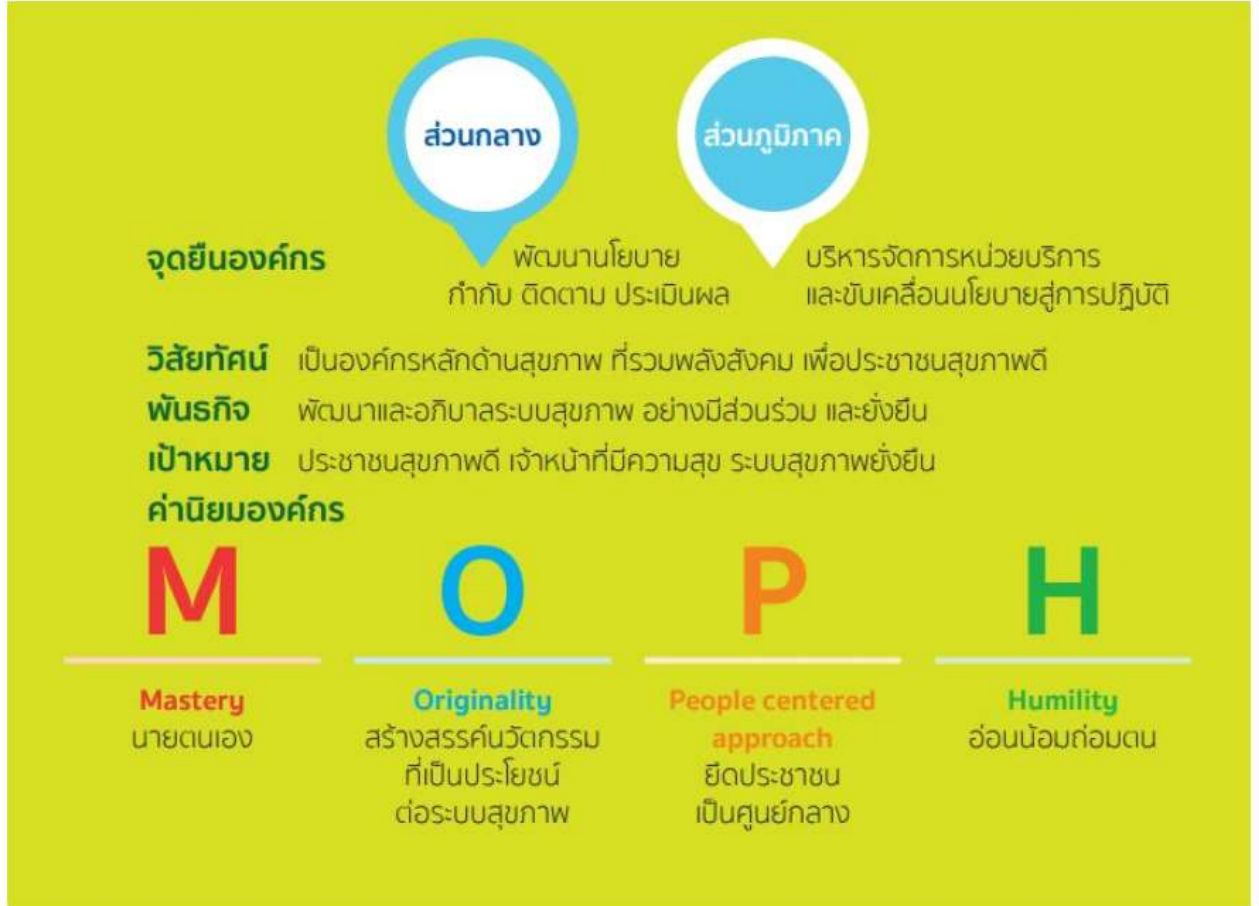 ส่วนกลาง
ส่วนภูมิภาค
จุดยืนองค์กร
พัฒนานโยบาย
กำกับ ติดตาม ประเมินผล
บริหารจัดการหน่วยบริการ
และขับเคลื่อนนโยบายสู่การปฏิบัติ
วิสัยทัศน์ เป็นองค์กรหลักด้านสุขภาพ ที่รวมพลังสังคม เพื่อประชาชนสุขภาพดี
พันธกิจ พัฒนาและอภิบาลระบบสุขภาพ อย่างมีส่วนร่วม และยั่งยืน
เป้าหมาย ประชาชนสุขภาพดี เจ้าหน้าที่มีความสุข ระบบสุขภาพยั่งยืน
ค่านิยมองค์กร
M
O
P
H
Mastery
นายตนเอง
Originality
สร้างสรรค์นวัตกรรม
ที่เป็นประโยชน์
ต่อระบบสุขภาพ
People centered
approach
ยึดประชาชน
เป็นศูนย์กลาง
Humility
อ่อนน้อมถ่อมตน